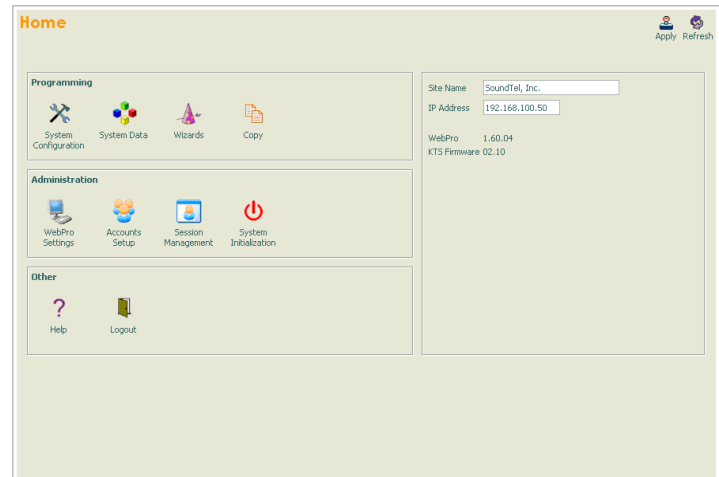 Home
Apply Refresh
Programming
System Configuration
System Data
Wizards
Copy
Administration
WebPro Settings
Accounts Setup
Session Management
System Initialization
Other
Help
Logout
Site Name SoundTel, Inc.
IP Address 192.168.100.50
WebPro 1.60.04
KTS Firmware 02.10